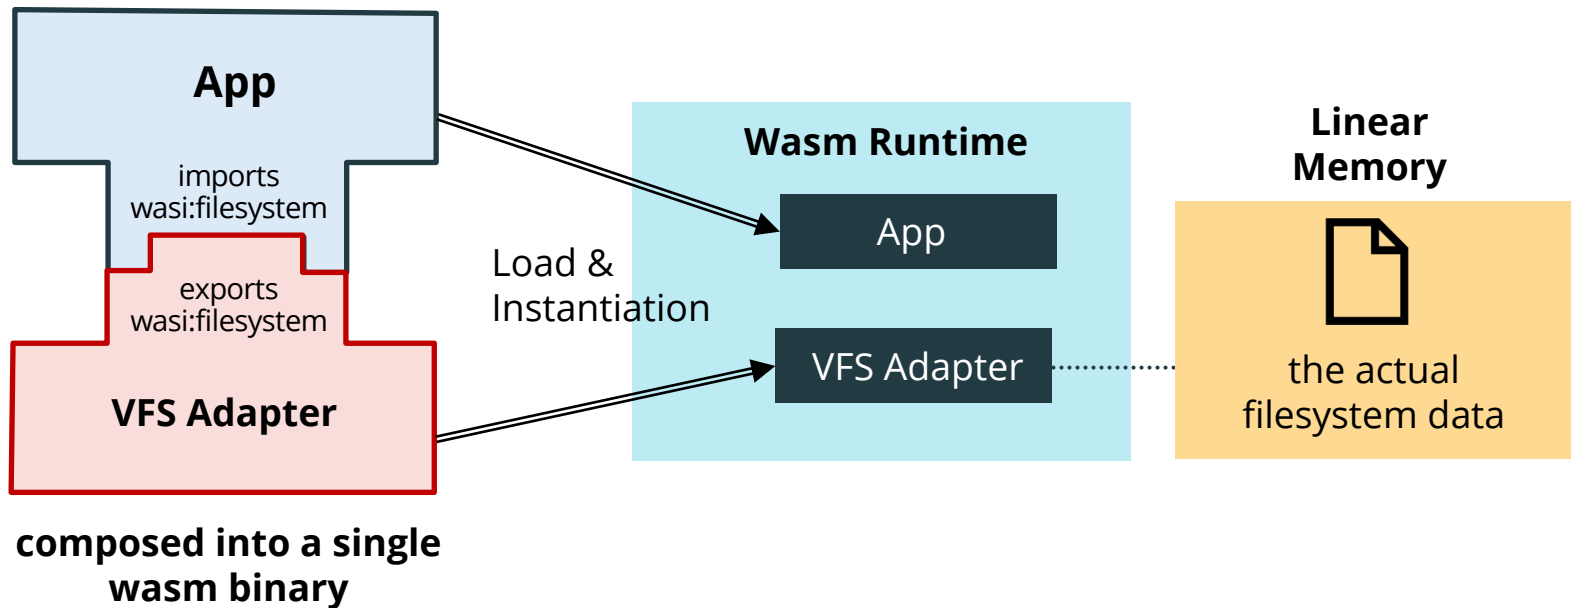 App
imports
wasi:filesystem
exports
wasi:filesystem
VFS Adapter
composed into a single
wasm binary
Load &
Instantiation
Wasm Runtime
App
VFS Adapter
Linear
Memory
the actual
filesystem data